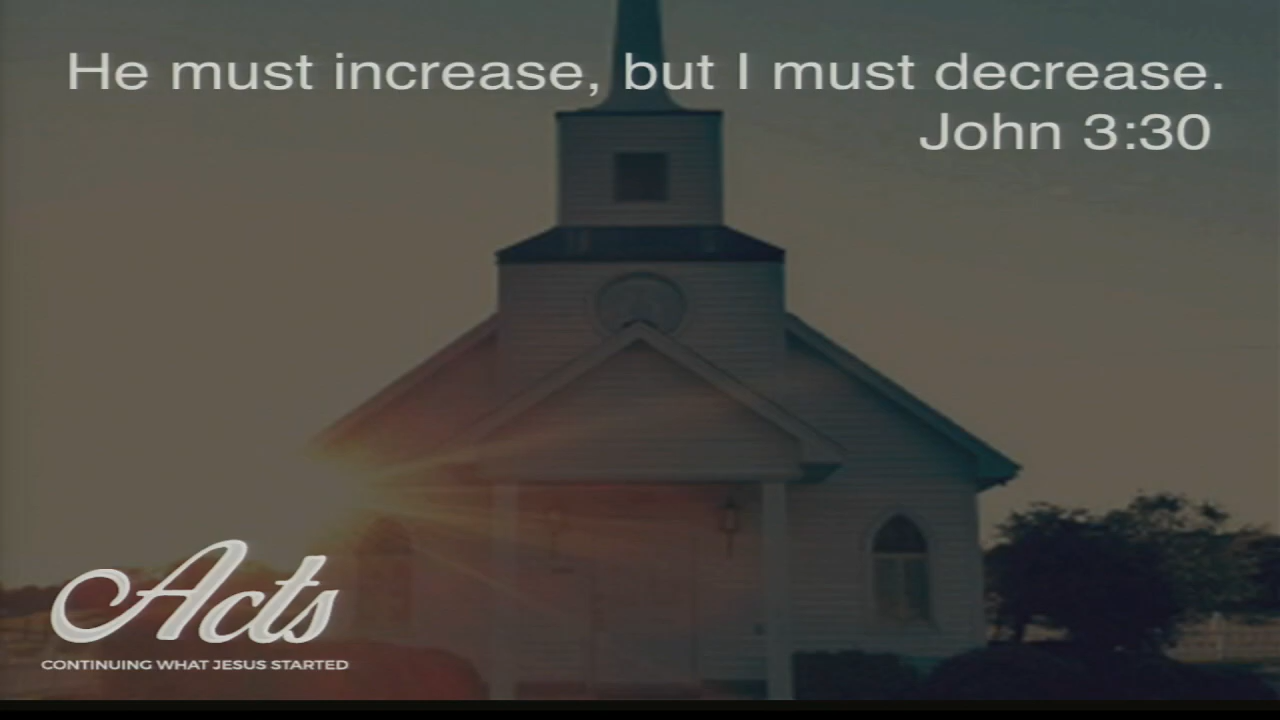 He must increase, but I must decrease.
John 3:30
Acts
CONTINUING WHAT JESUS STARTED